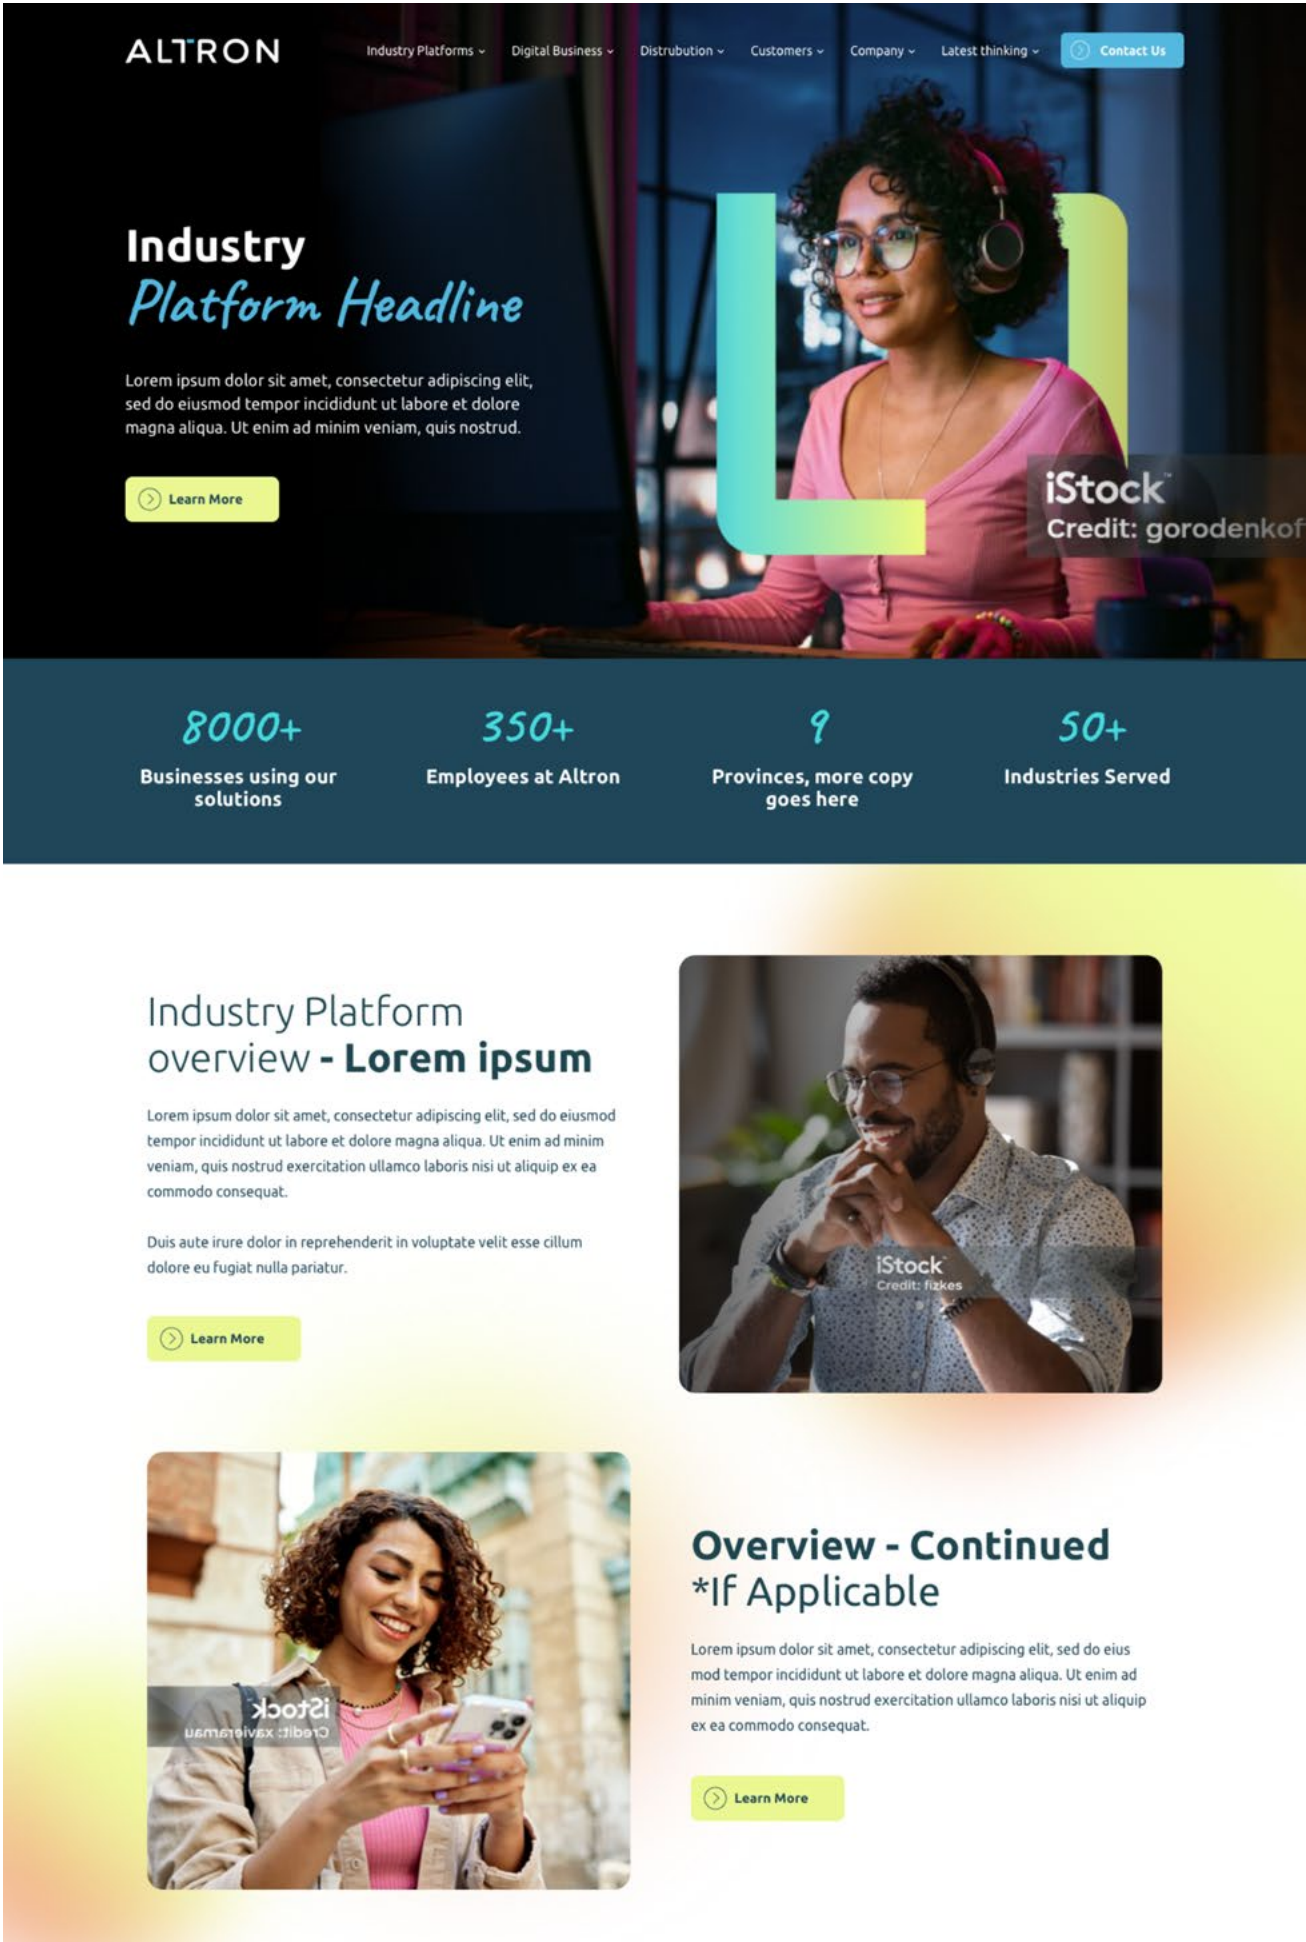 ALTRON
Industry Platforms
Digital Business
Distrubution
Customers
Company
Latest thinking
Contact Us
Industry
Platform Headline
Lorem ipsum dolor sit amet, consectetur adipiscing elit,
sed do eiusmod tempor incididunt ut labore et dolore
magna aliqua. Ut enim ad minim veniam, quis nostrud.
Learn More
iStock™
Credit: gorodenkof
8000+
Businesses using our
solutions
350+
Employees at Altron
9
Provinces, more copy
goes here
50+
Industries Served
Industry Platform
overview - Lorem ipsum
Lorem ipsum dolor sit amet, consectetur adipiscing elit, sed do eiusmod
tempor incididunt ut labore et dolore magna aliqua. Ut enim ad minim
veniam, quis nostrud exercitation ullamco laboris nisi ut aliquip ex ea
commodo consequat.
Duis aute irure dolor in reprehenderit in voluptate velit esse cillum
dolore eu fugiat nulla pariatur.
Learn More
iStock
Credit: fizkes
iStock
Credit: xavierarnau
Overview - Continued
*If Applicable
Lorem ipsum dolor sit amet, consectetur adipiscing elit, sed do eius
mod tempor incididunt ut labore et dolore magna aliqua. Ut enim ad
minim veniam, quis nostrud exercitation ullamco laboris nisi ut aliquip
ex ea commodo consequat.
Learn More